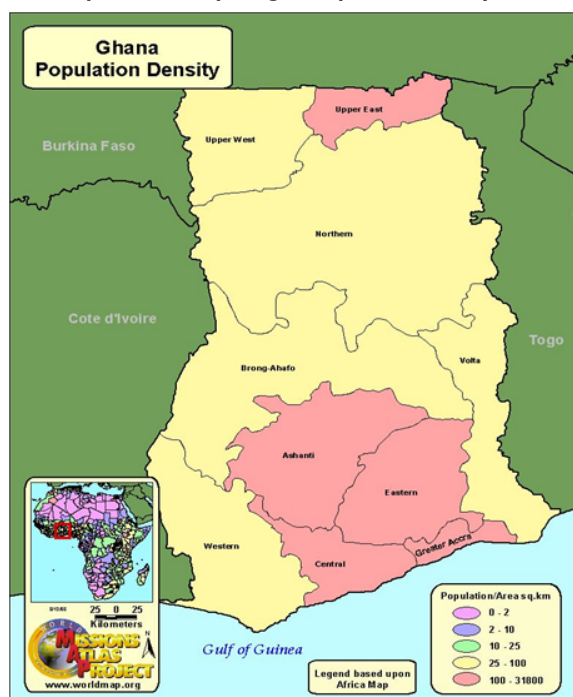 Ghana
Population Density
Upper East
Upper West
Burkina Faso
Northern
Cote d'Ivoire
Togo
Volta
Brong-Ahafo
Ashanti
Eastern
Western
Central
Greater Accra
25 0 25
Kilometers
N
WORLD
MISSIONS
ATLAS
PROJECT
www.worldmap.org
Gulf of Guinea
Legend based upon
Africa Map
Population/Area sq.km
0 - 2
2 - 10
10 - 25
25 - 100
100 - 31800